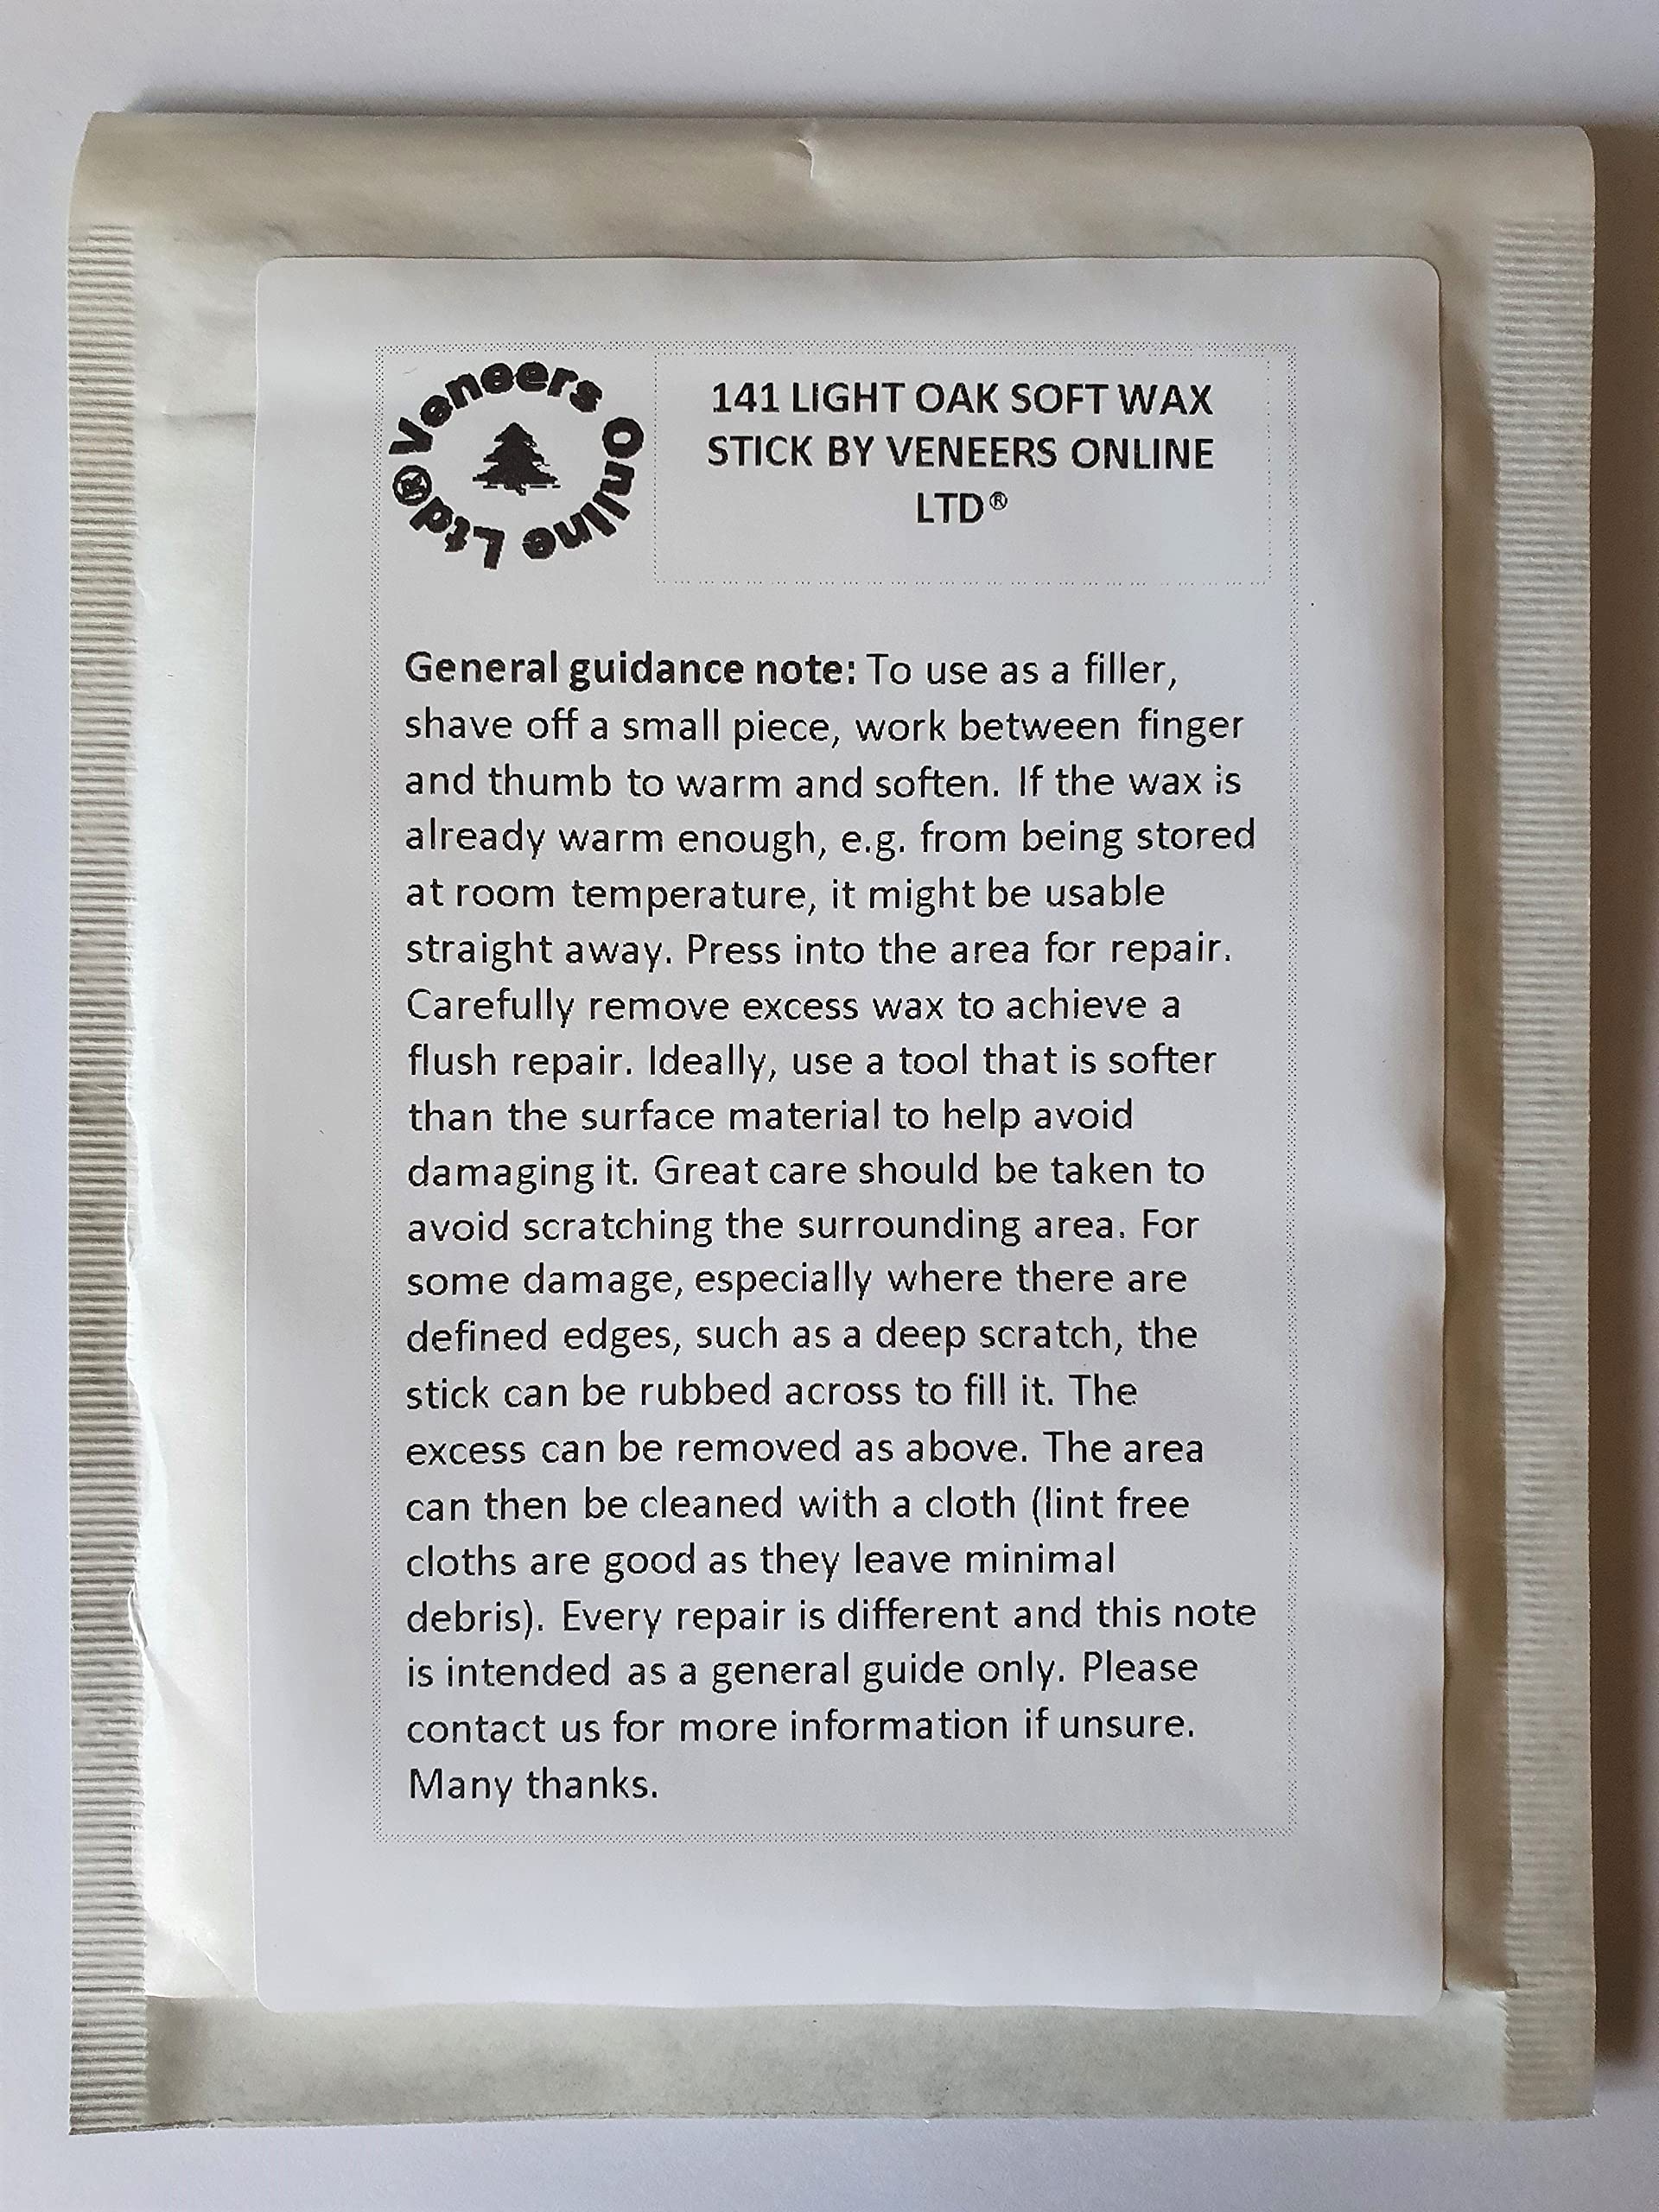 Veneers Online Ltd®
141 LIGHT OAK SOFT WAX
STICK BY VENEERS ONLINE
LTD®
General guidance note: To use as a filler,
shave off a small piece, work between finger
and thumb to warm and soften. If the wax is
already warm enough, e.g. from being stored
at room temperature, it might be usable
straight away. Press into the area for repair.
Carefully remove excess wax to achieve a
flush repair. Ideally, use a tool that is softer
than the surface material to help avoid
damaging it. Great care should be taken to
avoid scratching the surrounding area. For
some damage, especially where there are
defined edges, such as a deep scratch, the
stick can be rubbed across to fill it. The
excess can be removed as above. The area
can then be cleaned with a cloth (lint free
cloths are good as they leave minimal
debris). Every repair is different and this note
is intended as a general guide only. Please
contact us for more information if unsure.
Many thanks.